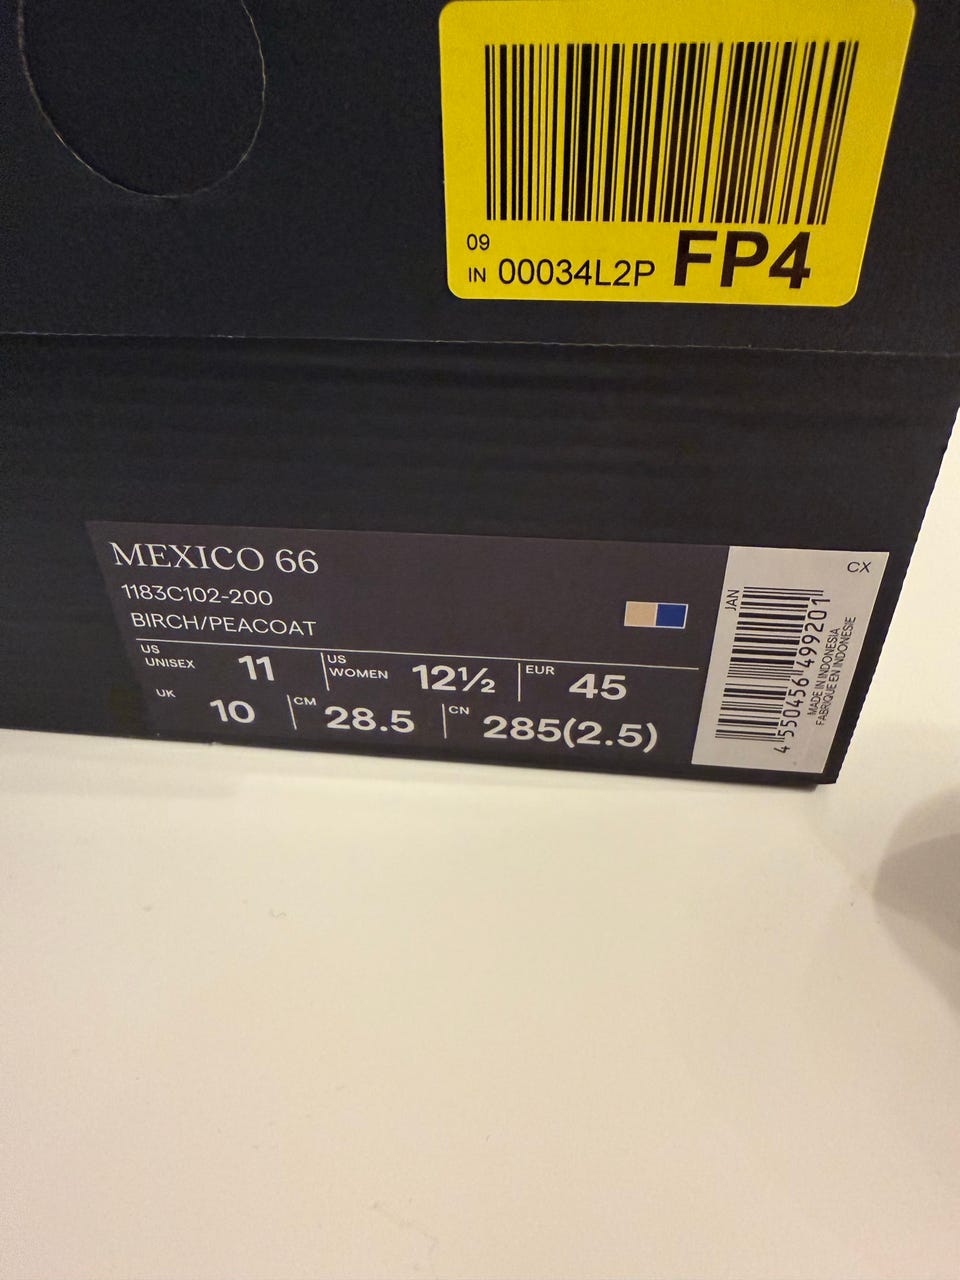 09
IN 00034L2P FP4
MEXICO 66
1183C102-200
BIRCH/PEACOAT
US UNISEX 11 US WOMEN 12½ EUR 45
UK 10 CM 28.5 CN 285(2.5)
CX
JAN
4 550456 499201
MADE IN INDONESIA
FABRIQUE EN INDONESIE